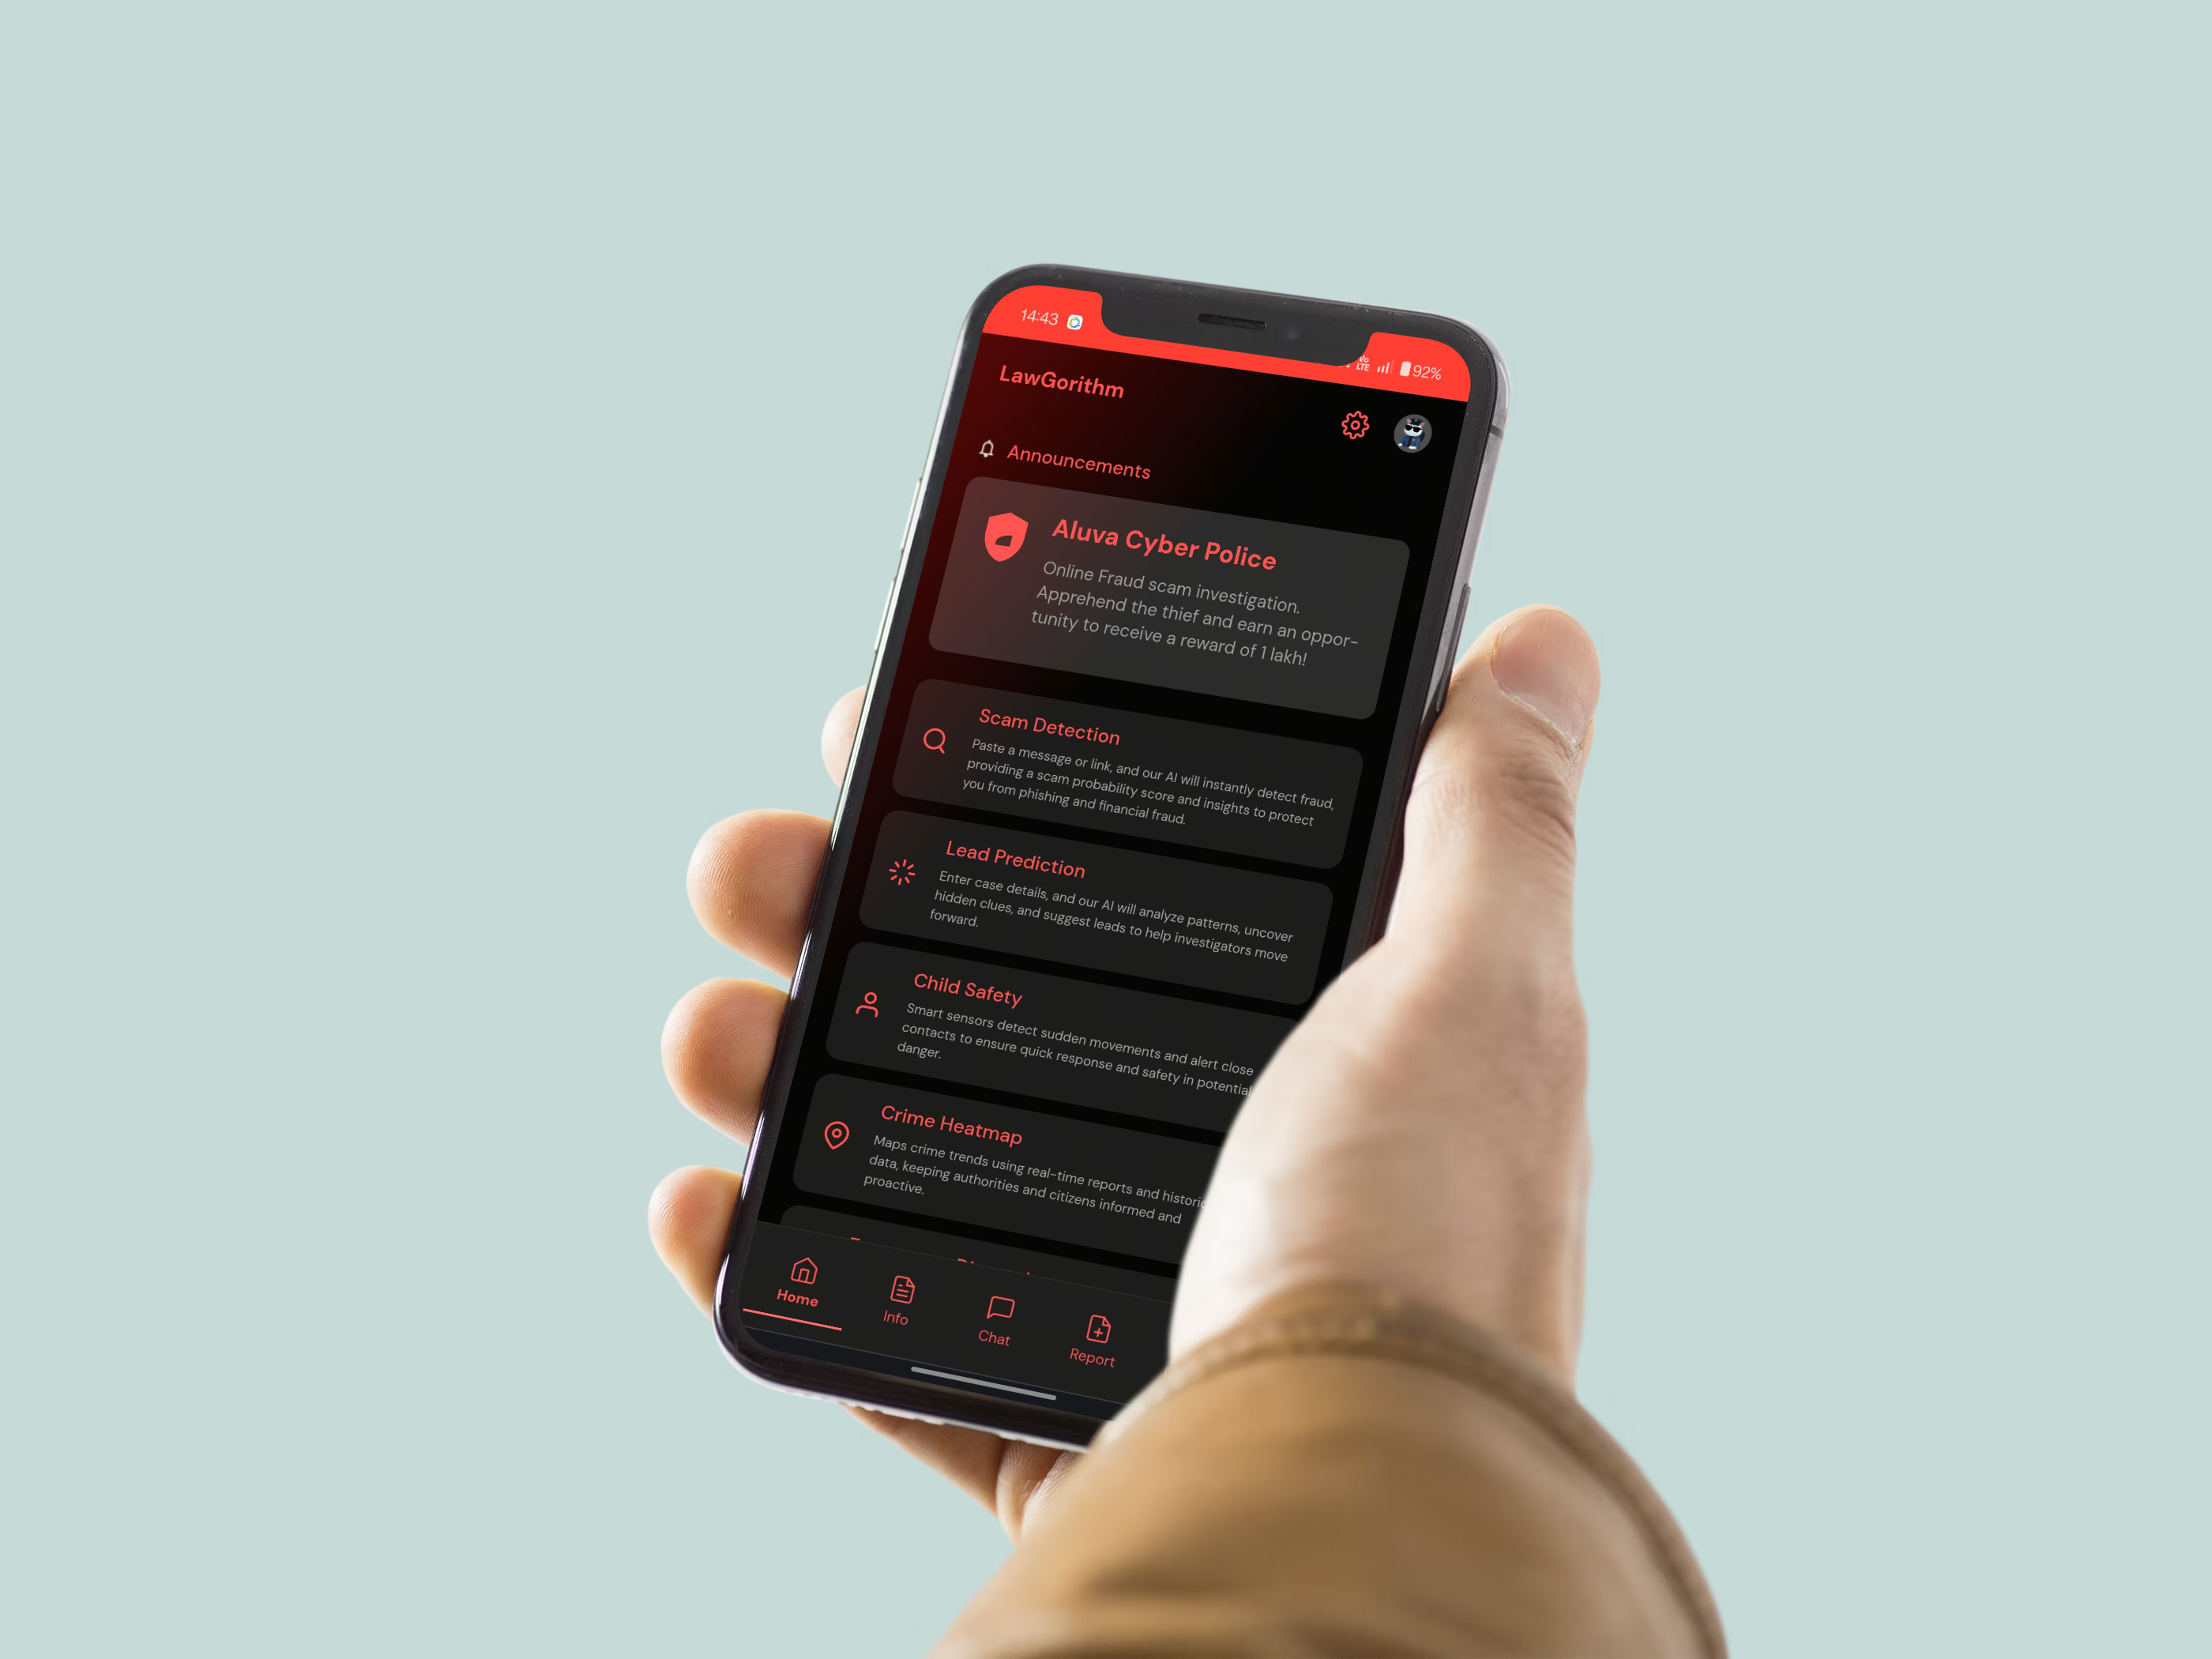 14:43
Vo
LTE
92%
LawGorithm
Announcements
Aluva Cyber Police
Online Fraud scam investigation.
Apprehend the thief and earn an oppor-
tunity to receive a reward of 1 lakh!
Scam Detection
Paste a message or link, and our AI will instantly detect fraud,
providing a scam probability score and insights to protect
you from phishing and financial fraud.
Lead Prediction
Enter case details, and our AI will analyze patterns, uncover
hidden clues, and suggest leads to help investigators move
forward.
Child Safety
Smart sensors detect sudden movements and alert close
contacts to ensure quick response and safety in potential
danger.
Crime Heatmap
Maps crime trends using real-time reports and
data, keeping authorities and citizens informed and
proactive.
Home
Info
Chat
Report